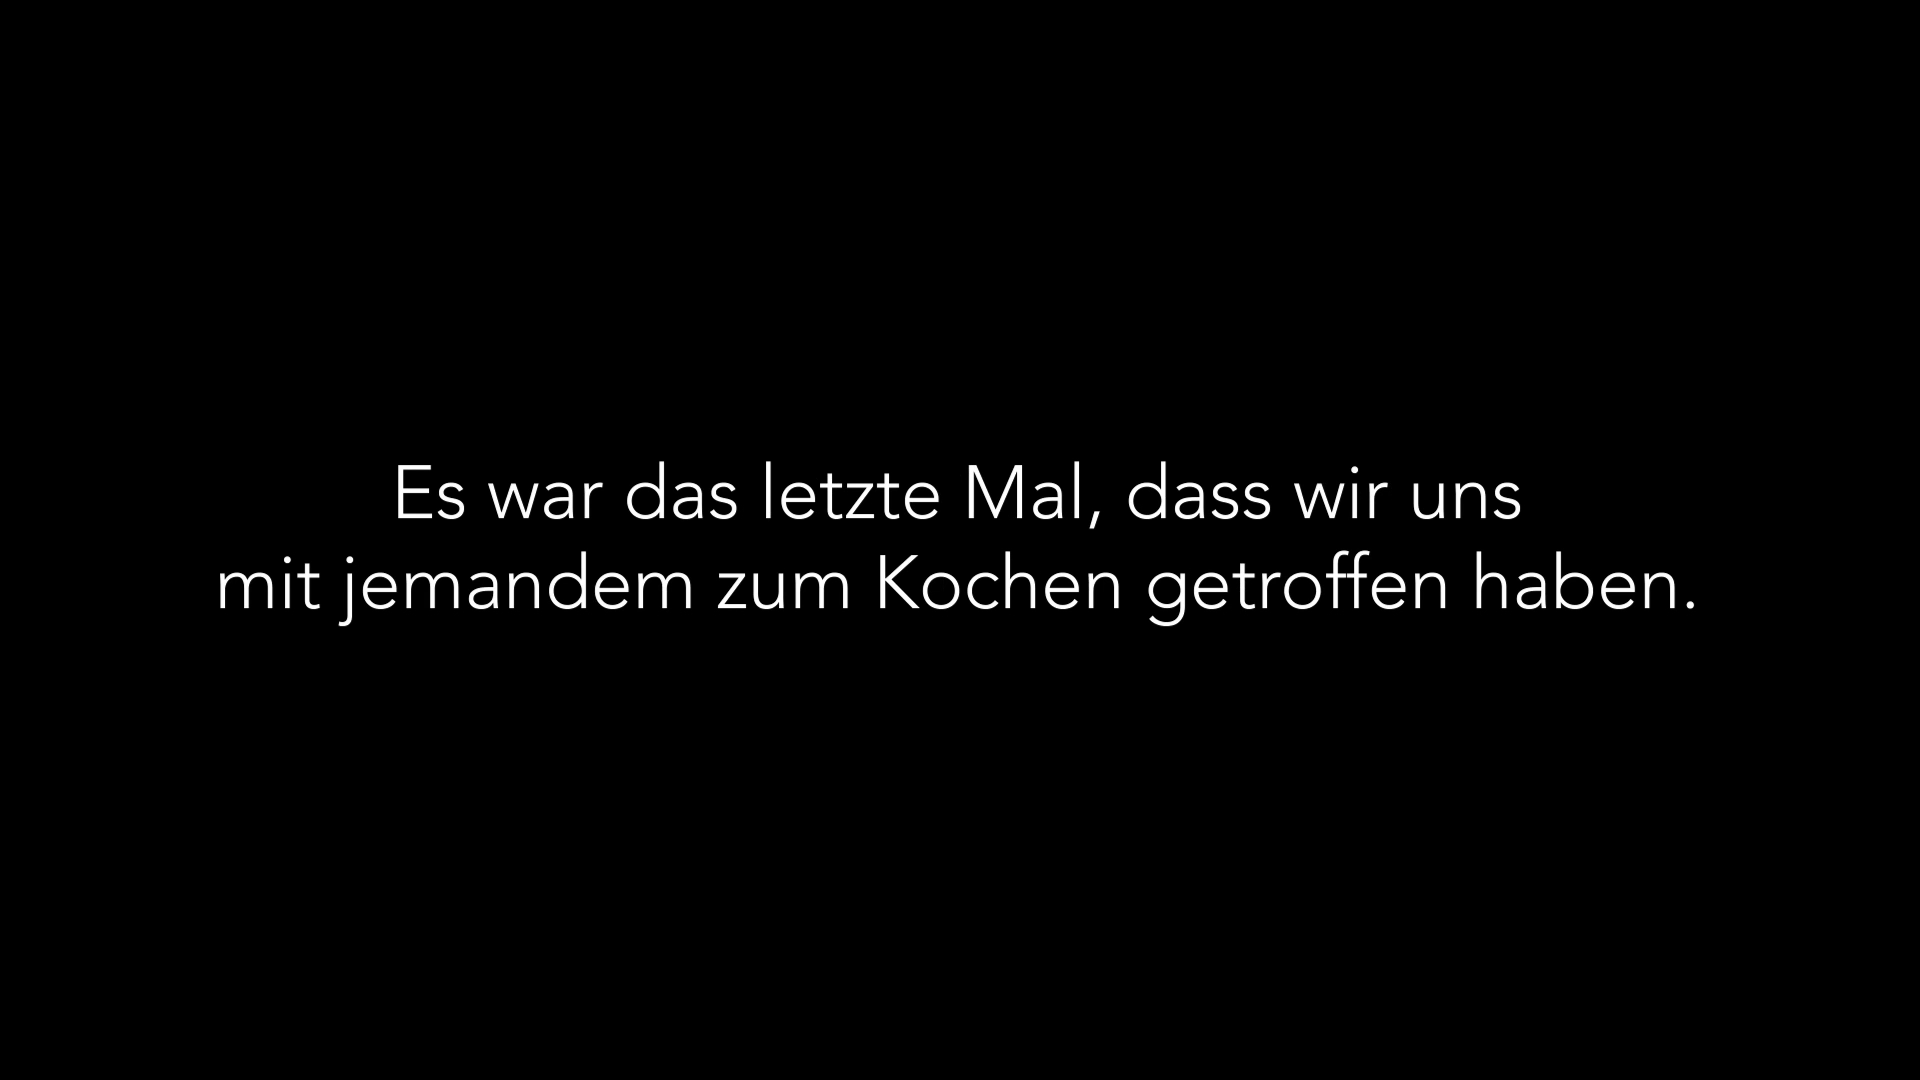 Es war das letzte Mal, dass wir uns
mit jemandem zum Kochen getroffen haben.